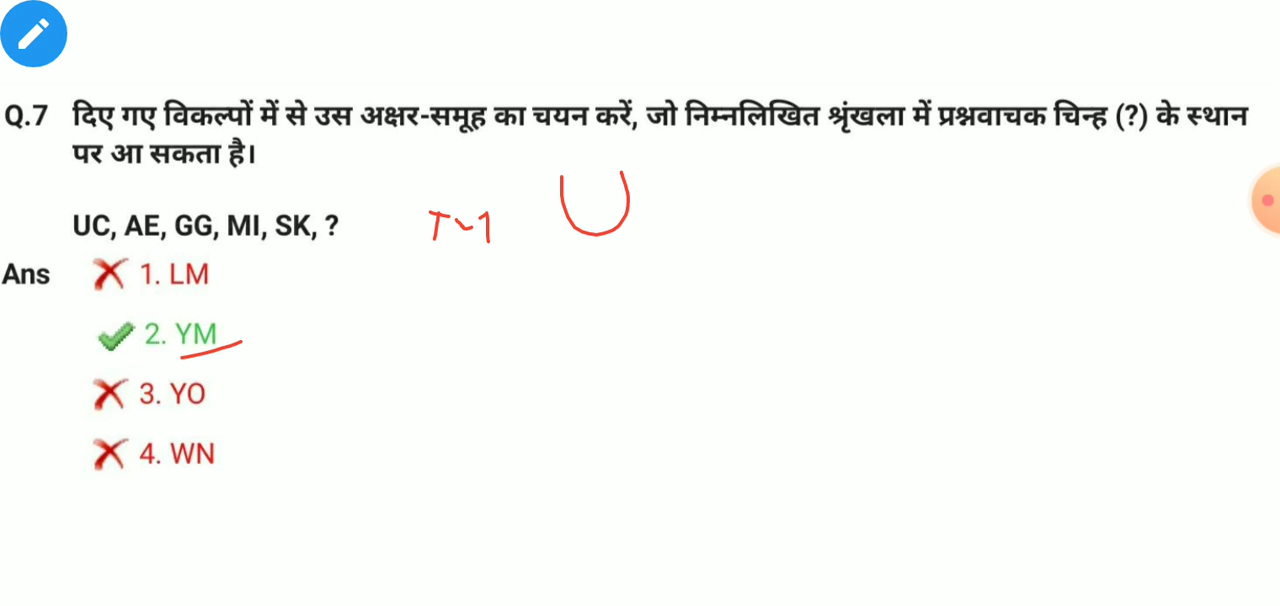 Q.7 दिए गए विकल्पों में से उस अक्षर-समूह का चयन करें, जो निम्नलिखित श्रृंखला में प्रश्नवाचक चिन्ह (?) के स्थान
पर आ सकता है।
UC, AE, GG, MI, SK, ?
U
Ans 1. LM
2. YM
3. YO
4. WN